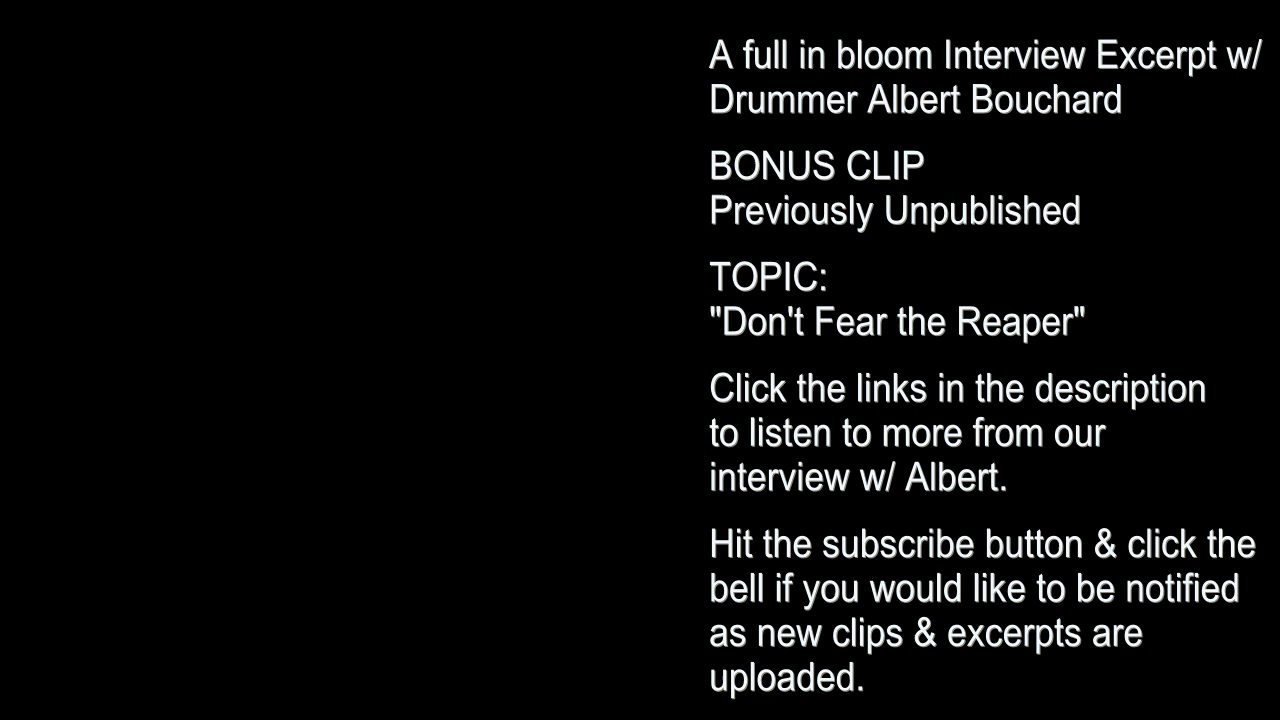 A full in bloom Interview Excerpt w/
Drummer Albert Bouchard
BONUS CLIP
Previously Unpublished
TOPIC:
"Don't Fear the Reaper"
Click the links in the description
to listen to more from our
interview w/ Albert.
Hit the subscribe button & click the
bell if you would like to be notified
as new clips & excerpts are
uploaded.